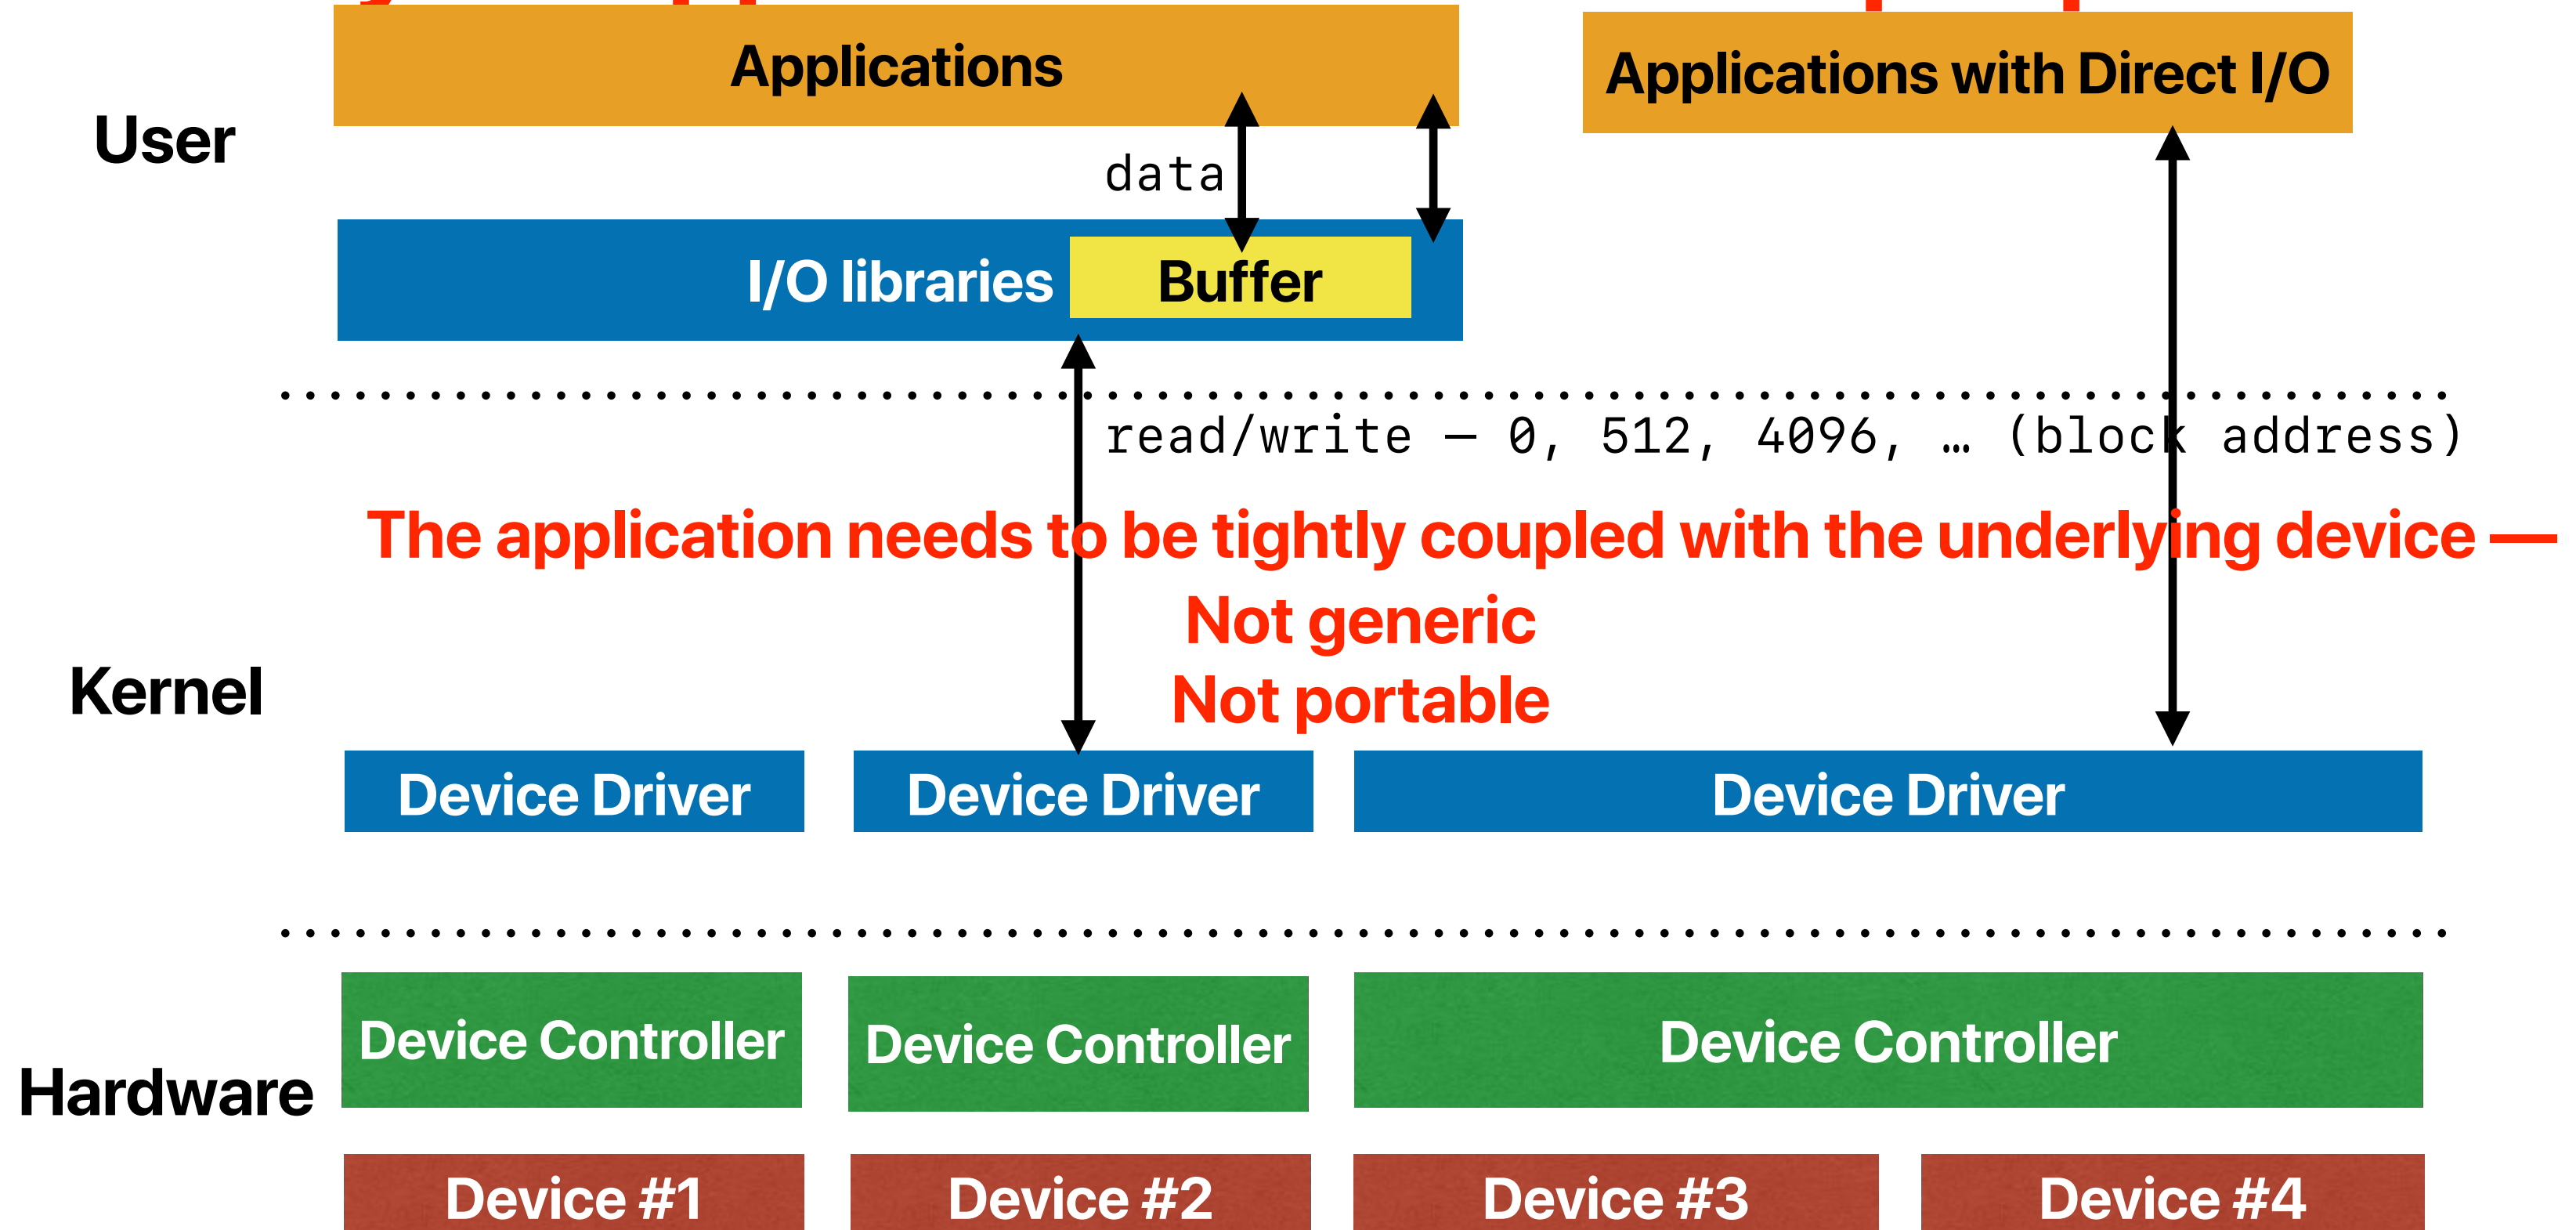 Applications
Applications with Direct I/O
User
data
I/O libraries
Buffer
read/write — 0, 512, 4096, … (block address)
The application needs to be tightly coupled with the underlying device —
Not generic
Not portable
Kernel
Device Driver
Device Driver
Device Driver
Device Controller
Device Controller
Device Controller
Hardware
Device #1
Device #2
Device #3
Device #4